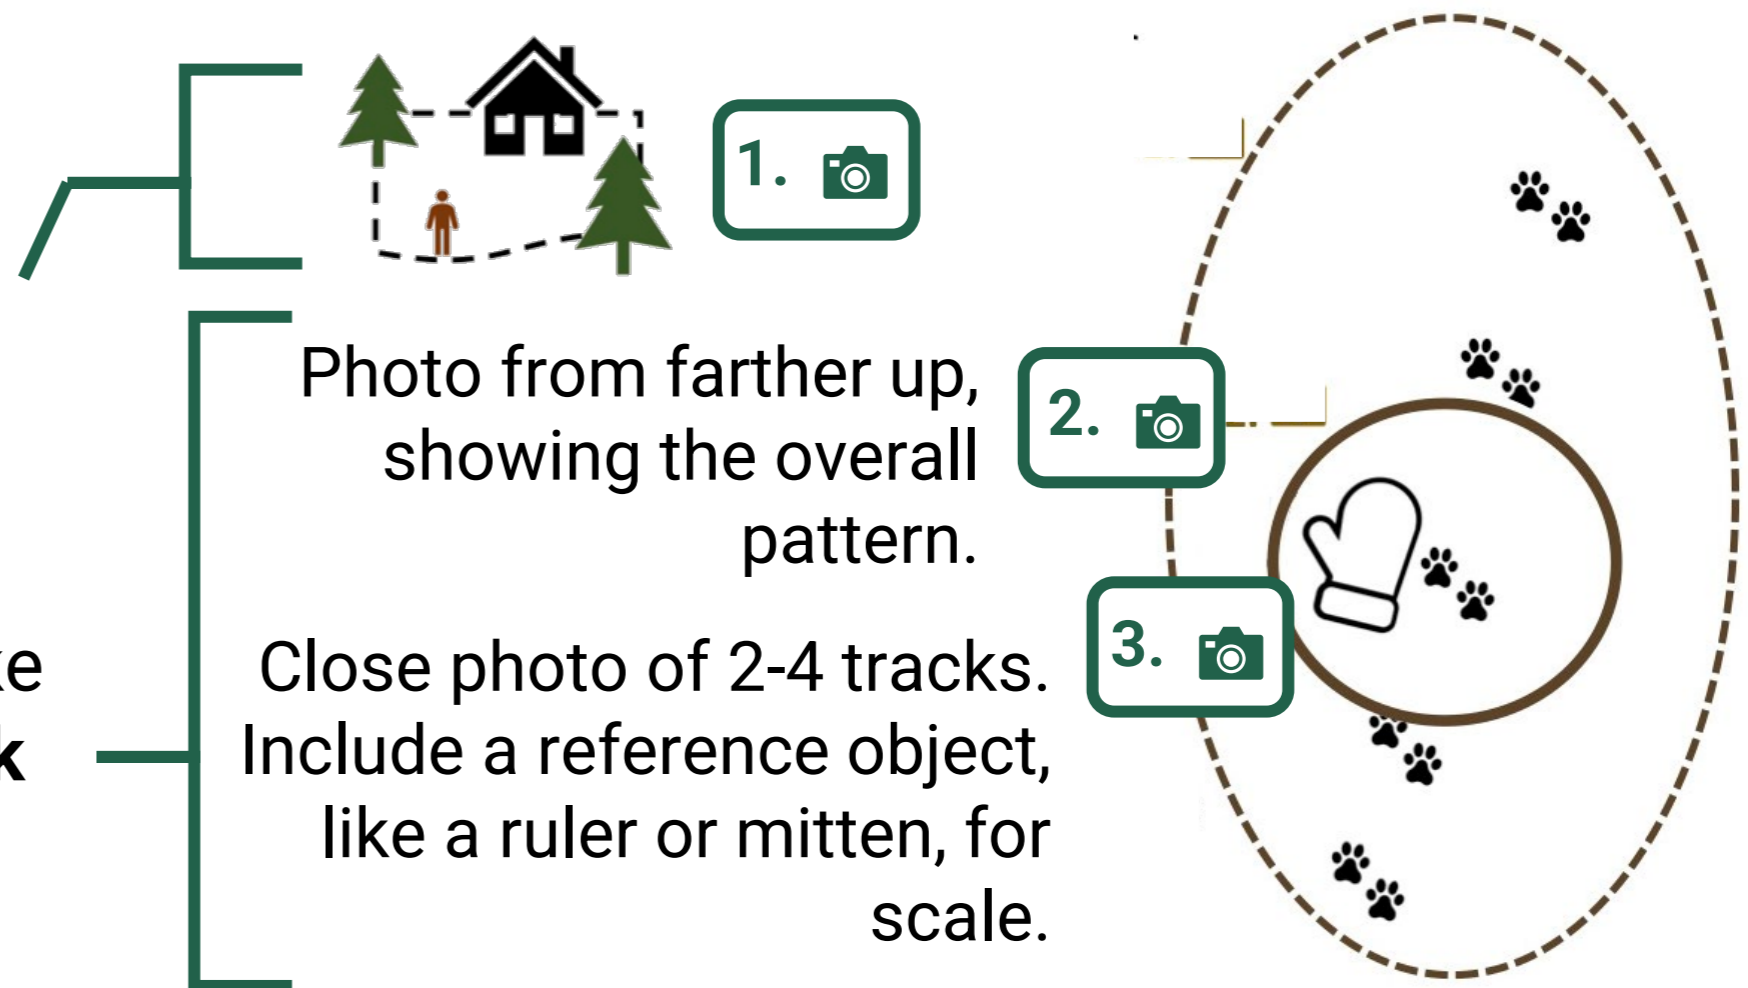 1.
Photo from farther up,
showing the overall
pattern.
2.
Close photo of 2-4 tracks.
Include a reference object,
like a ruler or mitten, for
scale.
3.
ke
k